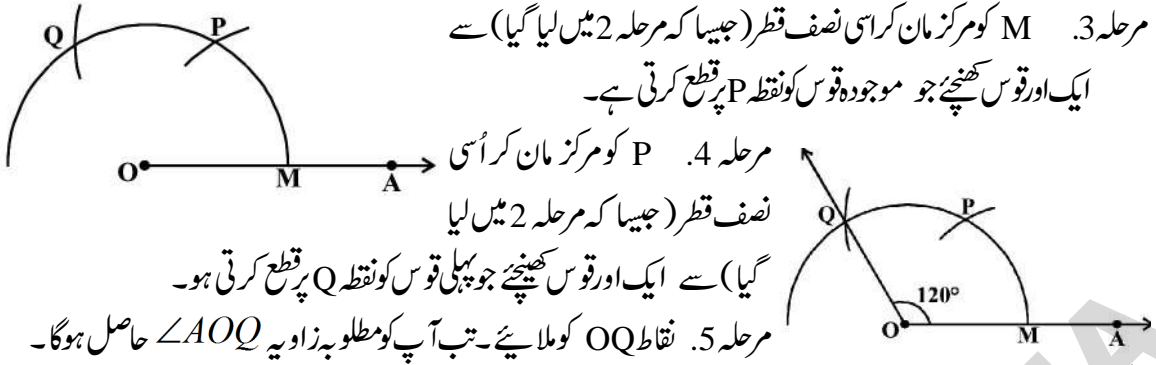 مرحلہ 3. M کو مرکز مان کر اسی نصف قطر (جیسا کہ مرحلہ 2 میں لیا گیا) سے
ایک اور قوس کھنچئے جو موجودہ قوس کو نقطہ P پر قطع کرتی ہے۔
مرحلہ 4. P کو مرکز مان کر اُسی
نصف قطر (جیسا کہ مرحلہ 2 میں لیا
گیا) سے ایک اور قوس کھینچئے جو پہلی قوس کو نقطہ Q پر قطع کرتی ہو۔
مرحلہ 5. نقاط OQ کو ملائیے۔ تب آپ کو مطلوبہ زاویہ ∠AOQ حاصل ہوگا۔
Q P
O M A
Q P
120°
O M A